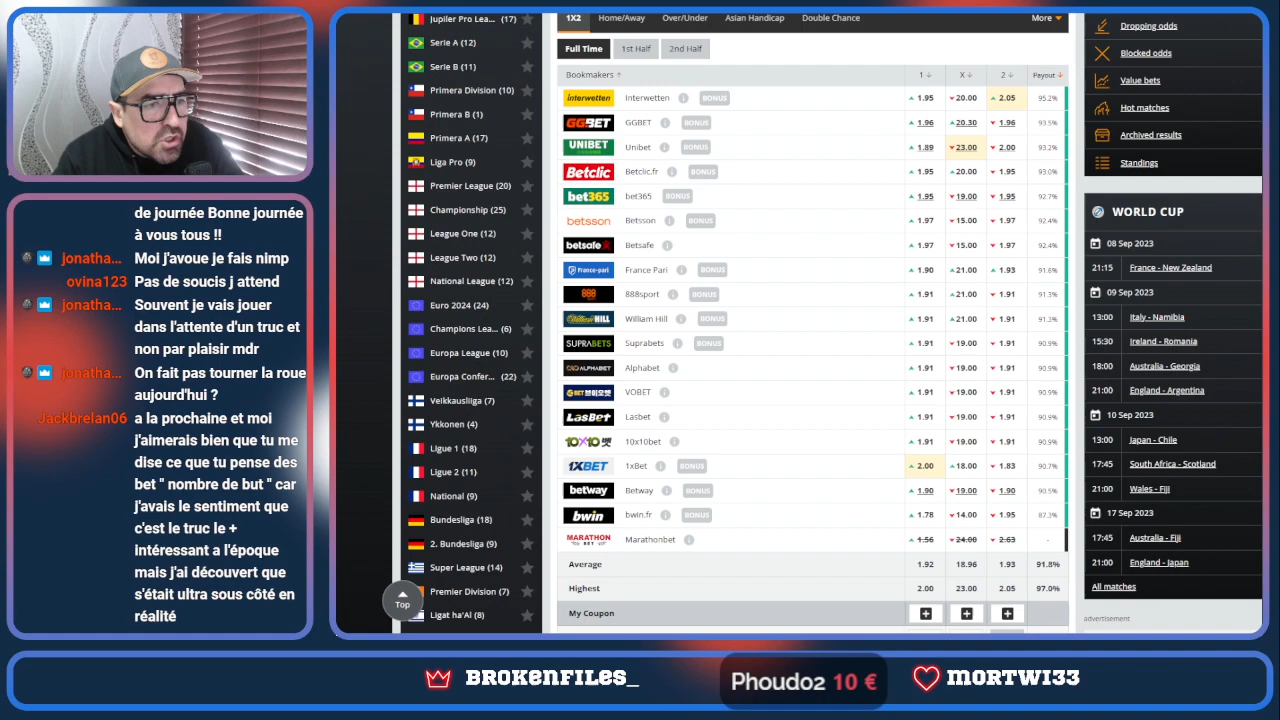 de journée Bonne journée
à vous tous !!
jonatha... Moi j'avoue je fais nimp
ovina123 Pas de soucis j attend
jonatha... Souvent je vais jouer
dans l'attente d'un truc et
non par plaisir mdr
jonatha... On fait pas tourner la roue
aujourd'hui ?
Jackbrelan06 a la prochaine et moi
j'aimerais bien que tu me
dise ce que tu pense des
bet " nombre de but " car
j'avais le sentiment que
c'est le truc le +
intéressant a l'époque
mais j'ai découvert que
s'était ultra sous côté en
réalité
Jupiler Pro Lea... (17)
Serie A (12)
Serie B (11)
Primera Division (10)
Primera B (1)
Primera A (17)
Liga Pro (9)
Premier League (20)
Championship (25)
League One (12)
League Two (12)
National League (12)
Euro 2024 (24)
Champions Lea... (6)
Europa League (10)
Europa Confer... (22)
Veikkausliiga (7)
Ykkonen (4)
Ligue 1 (18)
Ligue 2 (11)
National (9)
Bundesliga (18)
2. Bundesliga (9)
Super League (14)
Premier Division (7)
Ligat ha'Al (8)
Top
1X2 Home/Away Over/Under Asian Handicap Double Chance More
Full Time 1st Half 2nd Half
Bookmakers 1 X 2 Payout
interwetten Interwetten BONUS 1.95 20.00 2.05 95.2%
GG.BET GGBET BONUS 1.96 20.30 1.96 93.5%
UNIBET Unibet BONUS 1.89 23.00 2.00 93.2%
Betclic Betclic.fr BONUS 1.95 20.00 1.95 93.0%
bet365 bet365 BONUS 1.95 19.00 1.95 92.7%
betsson Betsson BONUS 1.97 15.00 1.97 92.4%
betsafe Betsafe 1.97 15.00 1.97 92.4%
France-pari France Pari BONUS 1.90 21.00 1.93 91.6%
888 888sport BONUS 1.91 21.00 1.91 91.3%
William HILL William Hill BONUS 1.91 21.00 1.91 91.3%
SUPRABETS Suprabets BONUS 1.91 19.00 1.91 90.9%
ALPHABET Alphabet 1.91 19.00 1.91 90.9%
VOBET 1.91 19.00 1.91 90.9%
LasBet Lasbet 1.91 19.00 1.91 90.9%
10X10 벳 10x10bet 1.91 19.00 1.91 90.9%
1XBET 1xBet BONUS 2.00 18.00 1.83 90.7%
betway Betway BONUS 1.90 19.00 1.90 90.5%
bwin bwin.fr BONUS 1.78 14.00 1.95 87.3%
MARATHON BET Marathonbet 1.56 24.00 2.63 -
Average 1.92 18.96 1.93 91.8%
Highest 2.00 23.00 2.05 97.0%
My Coupon
Dropping odds
Blocked odds
Value bets
Hot matches
Archived results
Standings
WORLD CUP
08 Sep 2023
21:15 France - New Zealand
09 Sep 2023
13:00 Italy - Namibia
15:30 Ireland - Romania
18:00 Australia - Georgia
21:00 England - Argentina
10 Sep 2023
13:00 Japan - Chile
17:45 South Africa - Scotland
21:00 Wales - Fiji
17 Sep 2023
17:45 Australia - Fiji
21:00 England - Japan
All matches
advertisement
BROKENFILES_
Phoudo2 10 €
MORTWI33